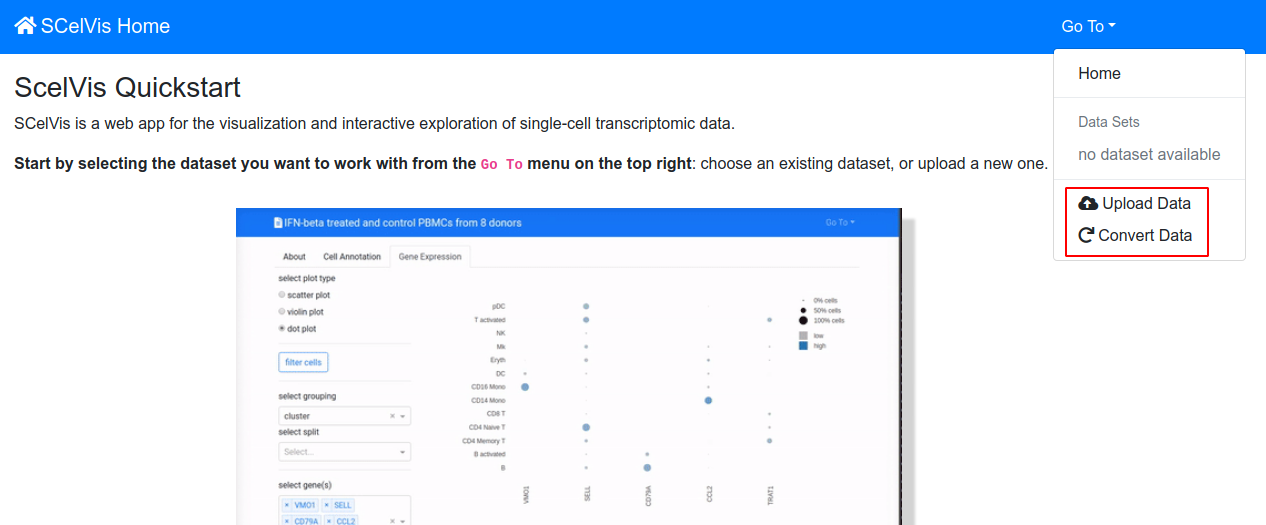 SCelVis Home
Go To
Home
Data Sets
no dataset available
Upload Data
Convert Data
ScelVis Quickstart
SCelVis is a web app for the visualization and interactive exploration of single-cell transcriptomic data.
Start by selecting the dataset you want to work with from the Go To menu on the top right: choose an existing dataset, or upload a new one.
IFN-beta treated and control PBMCs from 8 donors
Go To
About Cell Annotation Gene Expression
select plot type
scatter plot
violin plot
dot plot
filter cells
select grouping
cluster
select split
Select...
select gene(s)
× VMO1 × SELL
× CD79A × CCL2
pDC
T activated
NK
Mk
Eryth
DC
CD16 Mono
CD14 Mono
CD8 T
CD4 Naive T
CD4 Memory T
B activated
B
VMO1
SELL
CD79A
CCL2
TRAT1
0% cells
50% cells
100% cells
low
high